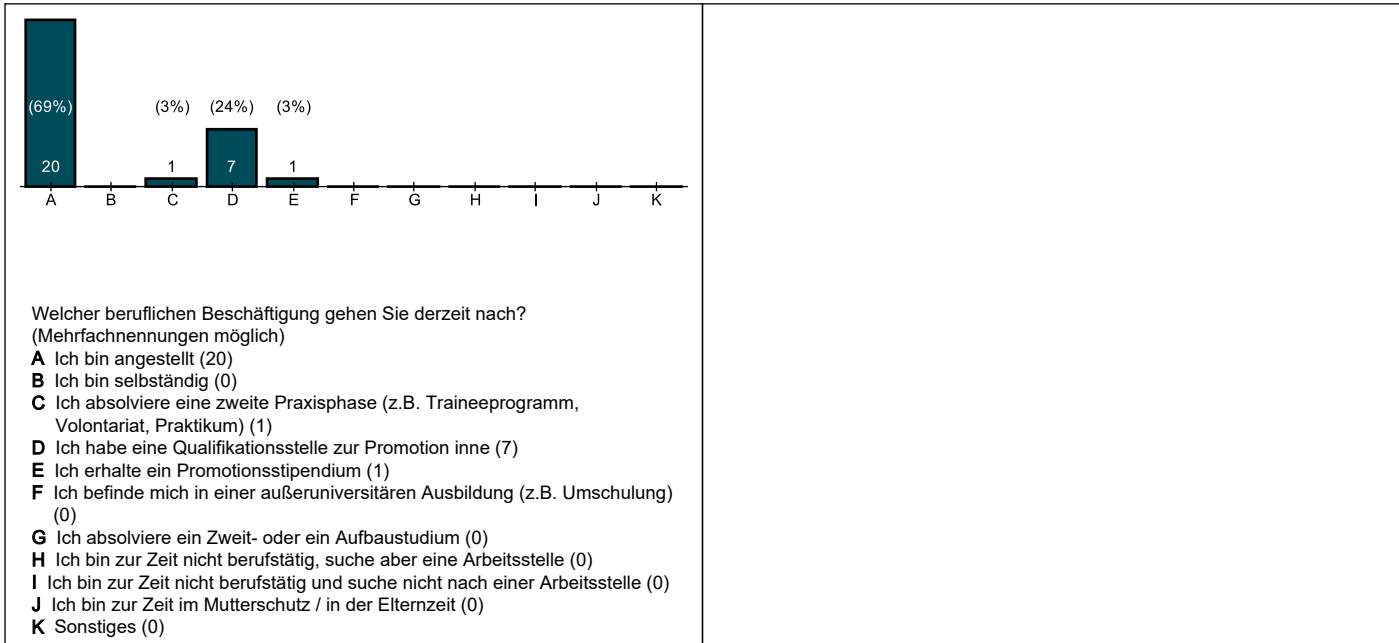 (69%) (3%) (24%) (3%)
20 1 7 1
A B C D E F G H I J K
Welcher beruflichen Beschäftigung gehen Sie derzeit nach?
(Mehrfachnennungen möglich)
A Ich bin angestellt (20)
B Ich bin selbständig (0)
C Ich absolviere eine zweite Praxisphase (z.B. Traineeprogramm,
Volontariat, Praktikum) (1)
D Ich habe eine Qualifikationsstelle zur Promotion inne (7)
E Ich erhalte ein Promotionsstipendium (1)
F Ich befinde mich in einer außeruniversitären Ausbildung (z.B. Umschulung)
(0)
G Ich absolviere ein Zweit- oder ein Aufbaustudium (0)
H Ich bin zur Zeit nicht berufstätig, suche aber eine Arbeitsstelle (0)
I Ich bin zur Zeit nicht berufstätig und suche nicht nach einer Arbeitsstelle (0)
J Ich bin zur Zeit im Mutterschutz / in der Elternzeit (0)
K Sonstiges (0)